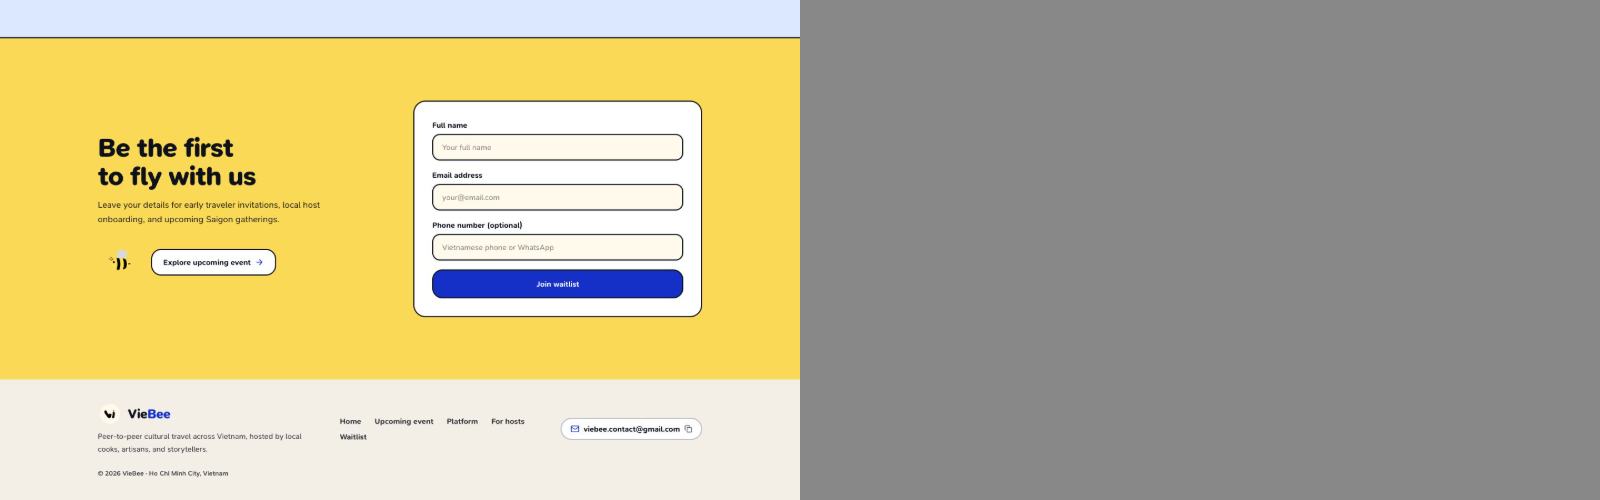 Be the first
to fly with us
Leave your details for early traveler invitations, local host
onboarding, and upcoming Saigon gatherings.
Explore upcoming event
Full name
Your full name
Email address
your@email.com
Phone number (optional)
Vietnamese phone or WhatsApp
Join waitlist
VieBee
Peer-to-peer cultural travel across Vietnam, hosted by local
cooks, artisans, and storytellers.
© 2026 VieBee · Ho Chi Minh City, Vietnam
Home Upcoming event Platform For hosts
Waitlist
viebee.contact@gmail.com